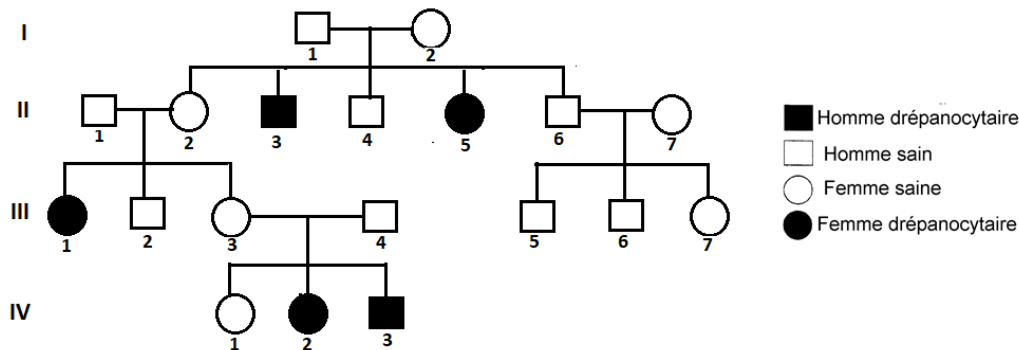 I
1 2
II
1 2 3 4 5 6 7
III
1 2 3 4 5 6 7
IV
1 2 3
Homme drépanocytaire
Homme sain
Femme saine
Femme drépanocytaire